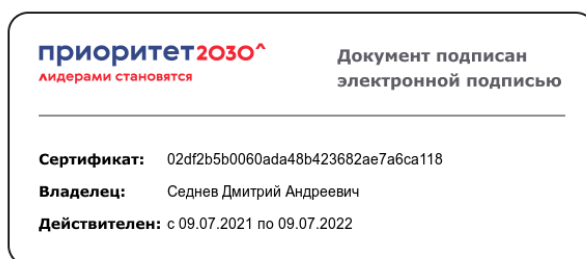 приоритет2030^
лидерами становятся
Документ подписан
электронной подписью
Сертификат: 02df2b5b0060ada48b423682ae7a6ca118
Владелец: Седнев Дмитрий Андреевич
Действителен: с 09.07.2021 по 09.07.2022